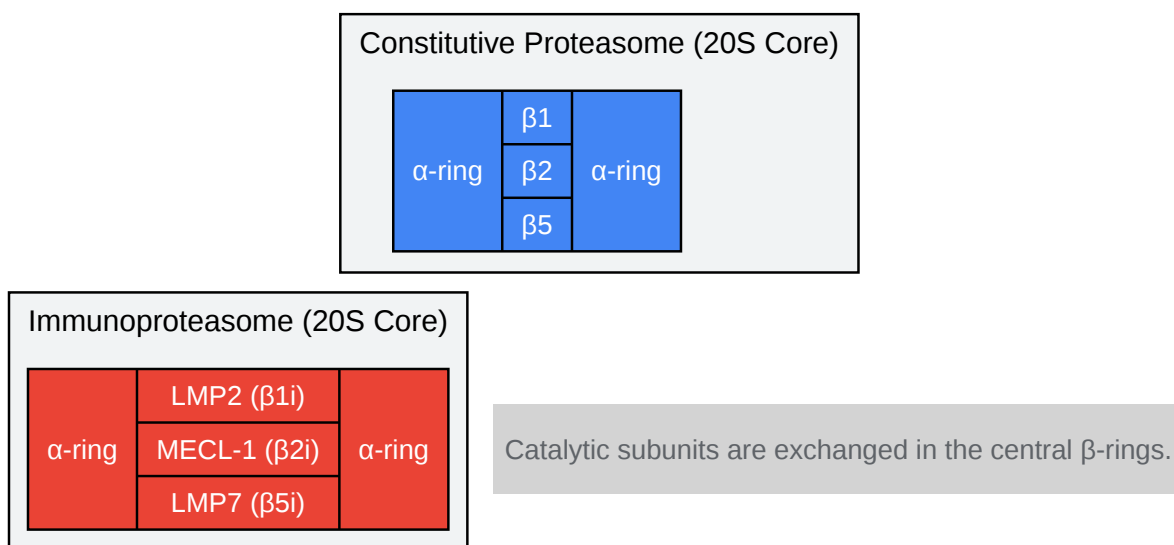 Constitutive Proteasome (20S Core)
α-ring
β1
β2
β5
α-ring
Immunoproteasome (20S Core)
α-ring
LMP2 (β1i)
MECL-1 (β2i)
LMP7 (β5i)
α-ring
Catalytic subunits are exchanged in the central β-rings.